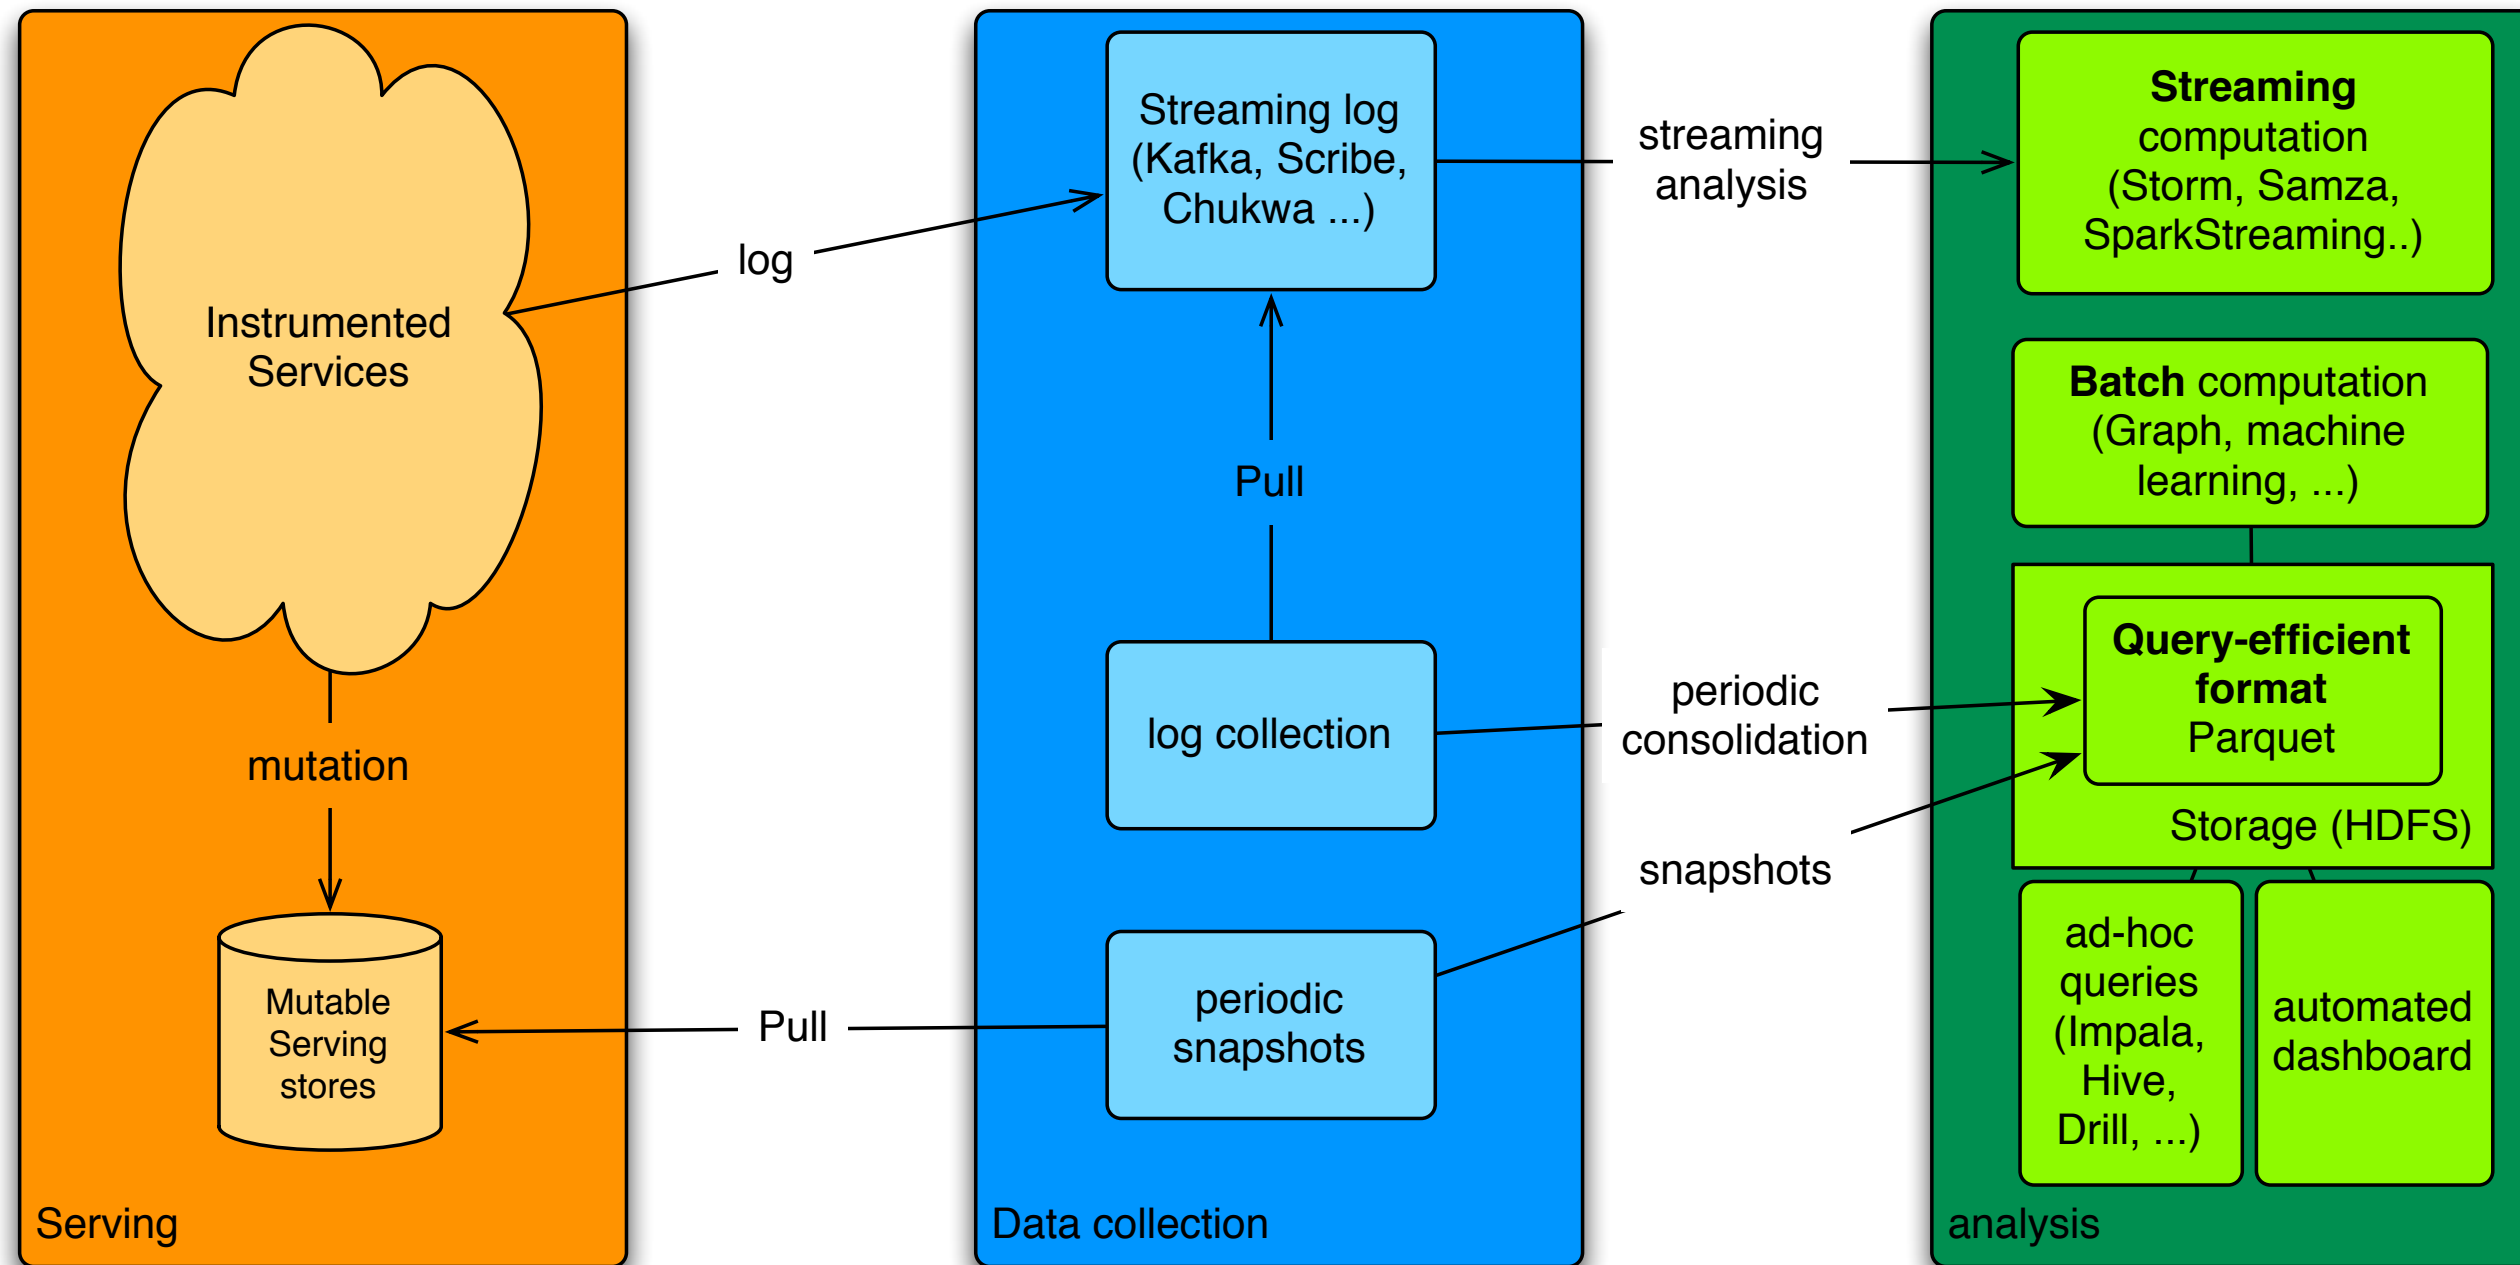 Instrumented
Services
mutation
Mutable
Serving
stores
Serving
log
Pull
Streaming log
(Kafka, Scribe,
Chukwa ...)
Pull
log collection
periodic
snapshots
Data collection
streaming
analysis
periodic
consolidation
snapshots
Streaming
computation
(Storm, Samza,
SparkStreaming..)
Batch computation
(Graph, machine
learning, ...)
Query-efficient
format
Parquet
Storage (HDFS)
ad-hoc
queries
(Impala,
Hive,
Drill, ...)
automated
dashboard
analysis